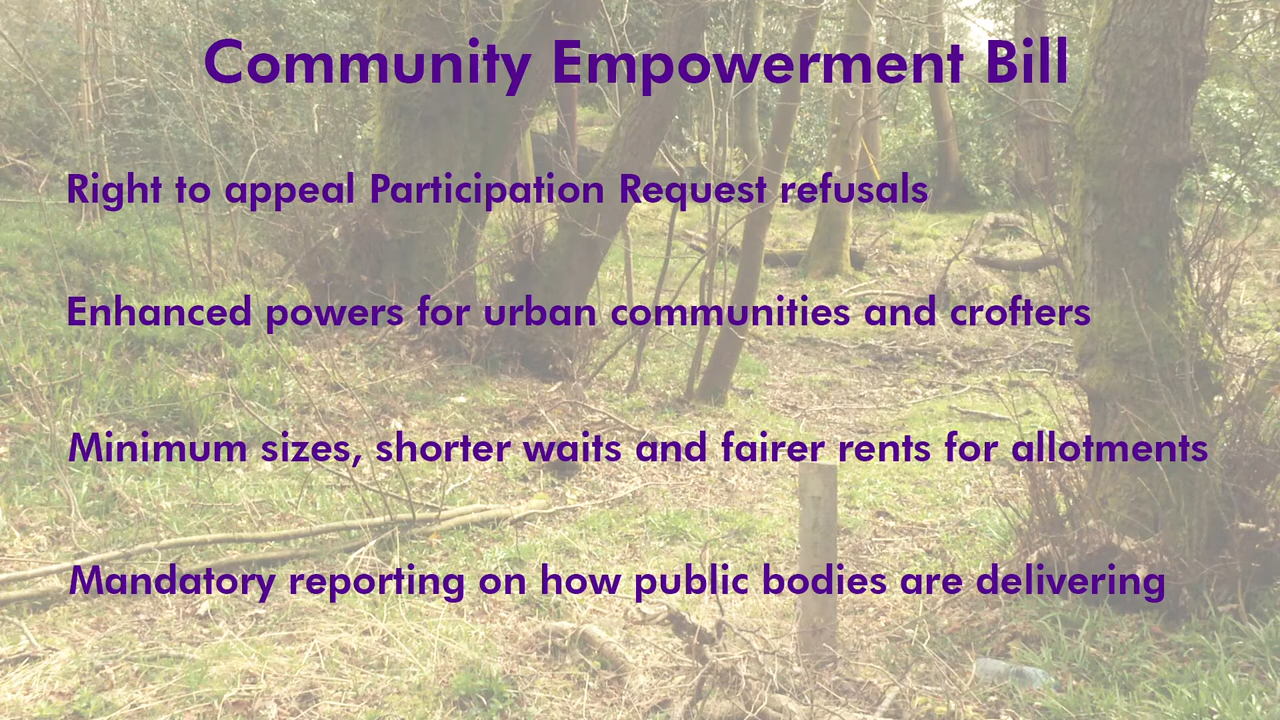 Community Empowerment Bill
Right to appeal Participation Request refusals
Enhanced powers for urban communities and crofters
Minimum sizes, shorter waits and fairer rents for allotments
Mandatory reporting on how public bodies are delivering